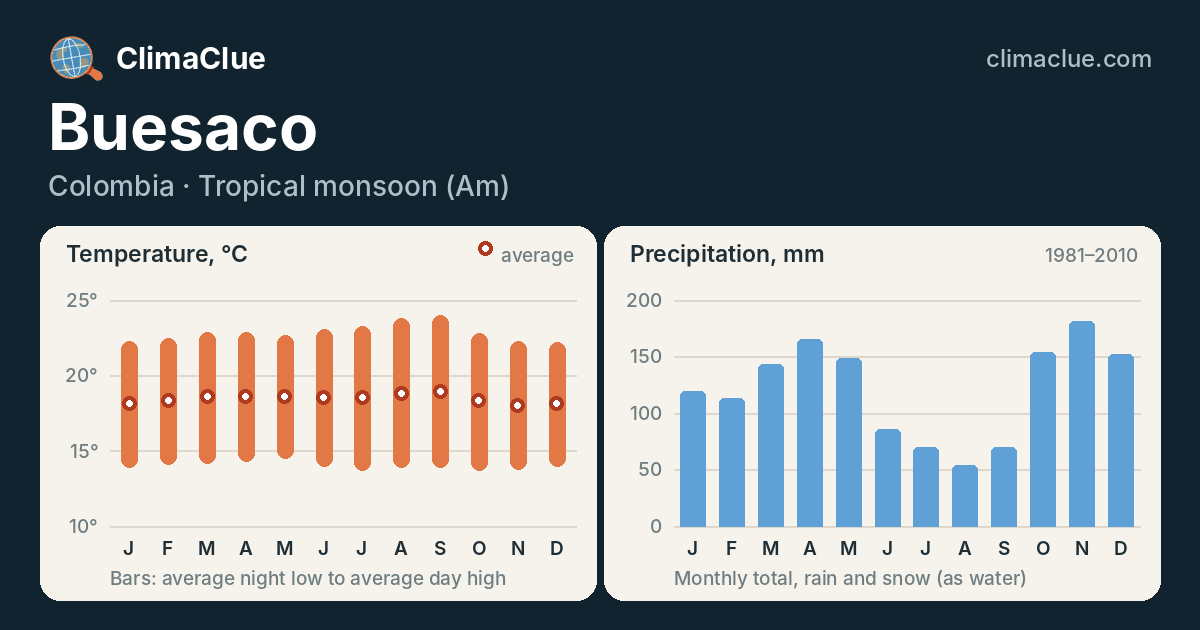 ClimaClue
climaclue.com
Buesaco
Colombia · Tropical monsoon (Am)
Temperature, °C
average
25°
20°
15°
10°
J F M A M J J A S O N D
Bars: average night low to average day high
Precipitation, mm
1981–2010
200
150
100
50
0
J F M A M J J A S O N D
Monthly total, rain and snow (as water)